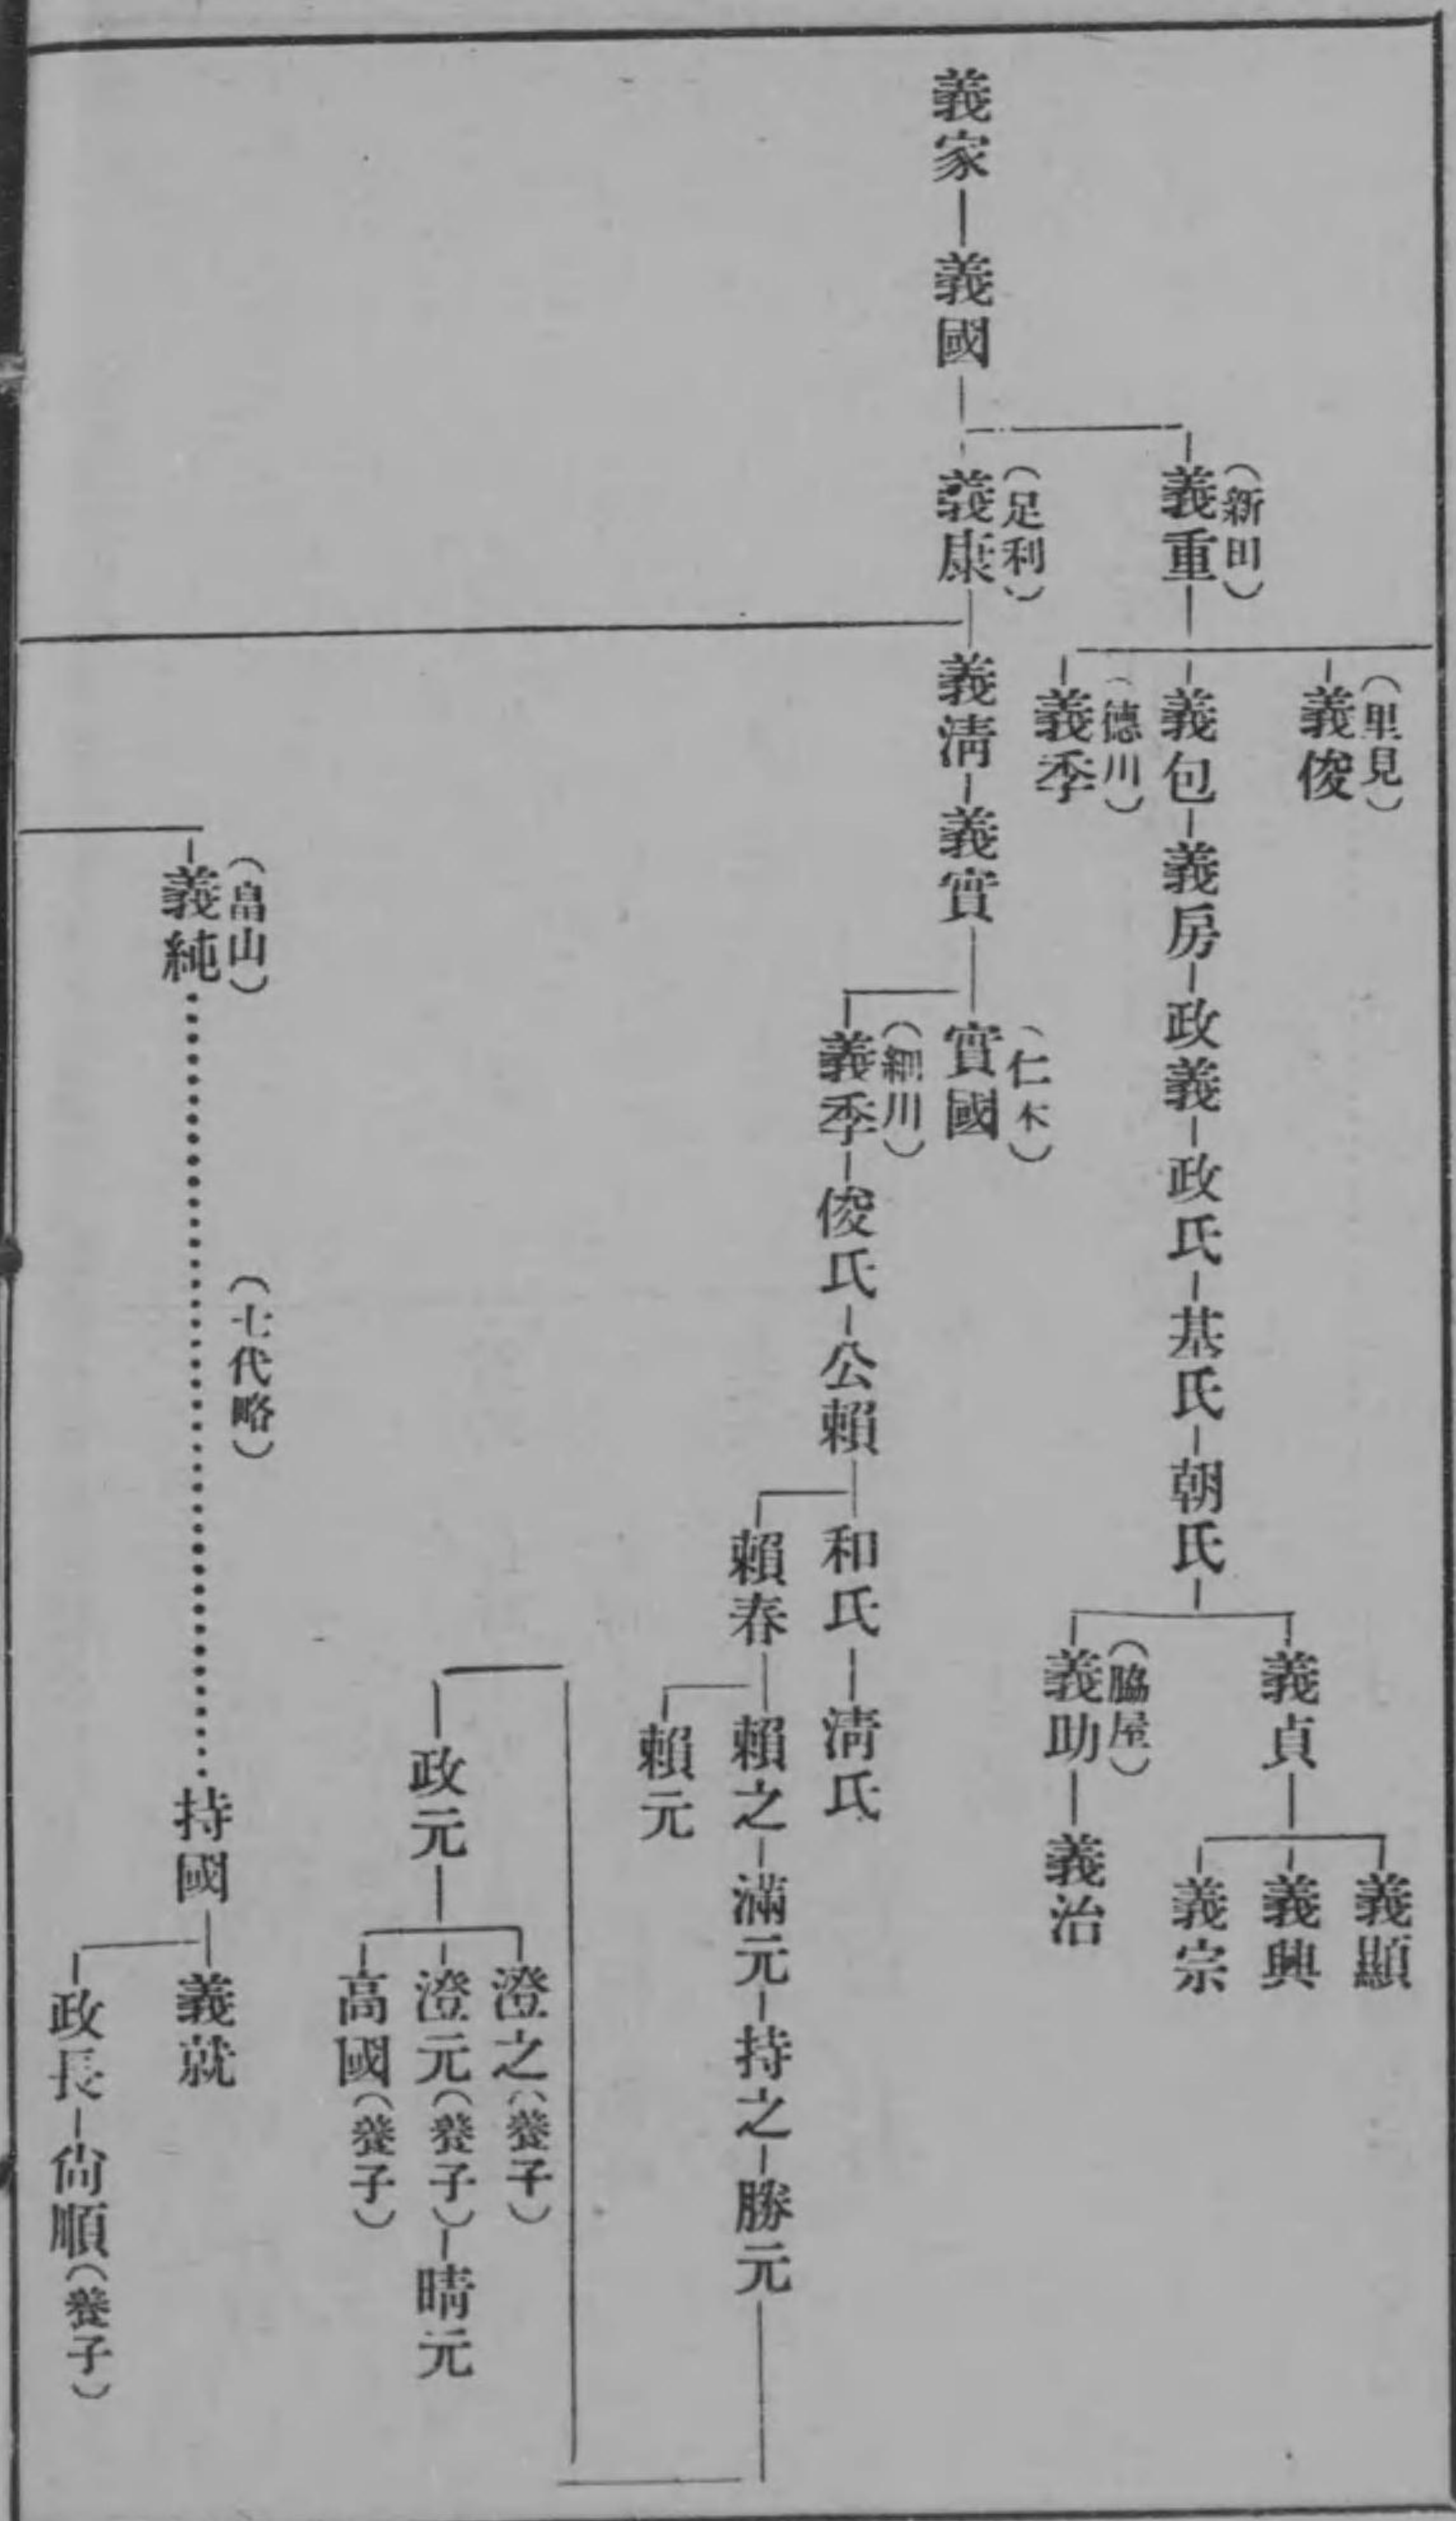 義家―義國
(新田)
義重
(足利)
義康
(里見)
義俊
義包―義房―政義―政氏―基氏―朝氏
(德川)
義季
義貞
義顯
義興
義宗
(脇屋)
義助―義治
義淸―義實
(仁木)
實國
(細川)
義季―俊氏―公賴
和氏―淸氏
賴春
賴之―滿元―持之―勝元
賴元
政元
澄之(養子)
澄元(養子)―晴元
高國(養子)
(畠山)
義純
(七代略)
持國
義就
政長―尙順(養子)